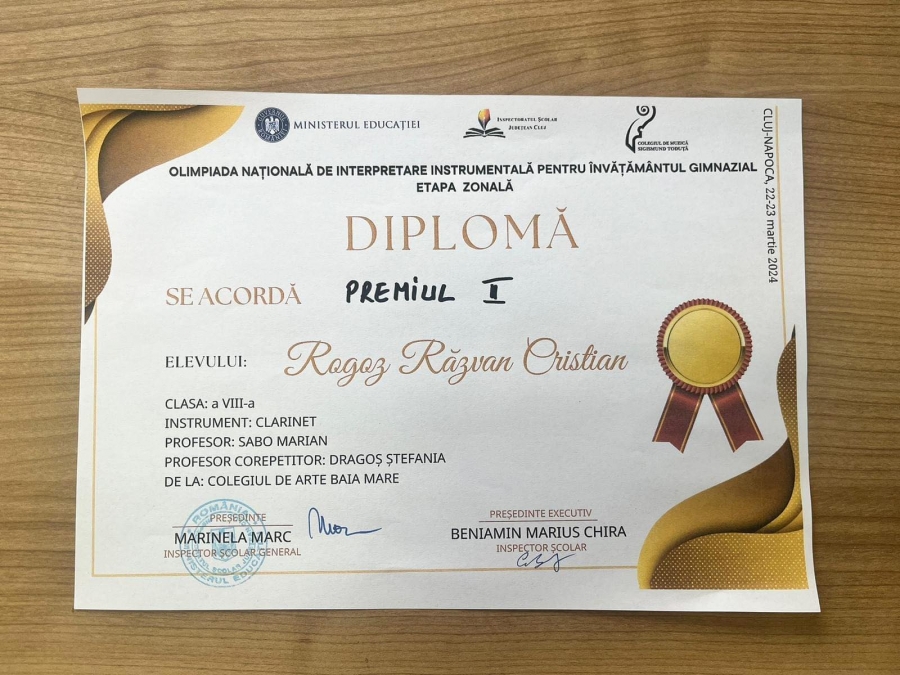 MINISTERUL EDUCAȚIEI
INSPECTORATUL ȘCOLAR
JUDEȚEAN CLUJ
COLEGIUL DE MUZICĂ
SIGISMUND TODUȚĂ
CLUJ-NAPOCA, 22-23 martie 2024
OLIMPIADA NAȚIONALĂ DE INTERPRETARE INSTRUMENTALĂ PENTRU ÎNVĂȚĂMÂNTUL GIMNAZIAL
ETAPA ZONALĂ
DIPLOMĂ
SE ACORDĂ PREMIUL I
ELEVULUI: Rogoz Răzvan Cristian
CLASA: a VIII-a
INSTRUMENT: CLARINET
PROFESOR: SABO MARIAN
PROFESOR COREPETITOR: DRAGOȘ ȘTEFANIA
DE LA: COLEGIUL DE ARTE BAIA MARE
ROMÂNIA
PREȘEDINTE
MARINELA MARC
INSPECTOR ȘCOLAR GENERAL
PREȘEDINTE EXECUTIV
BENIAMIN MARIUS CHIRA
INSPECTOR ȘCOLAR